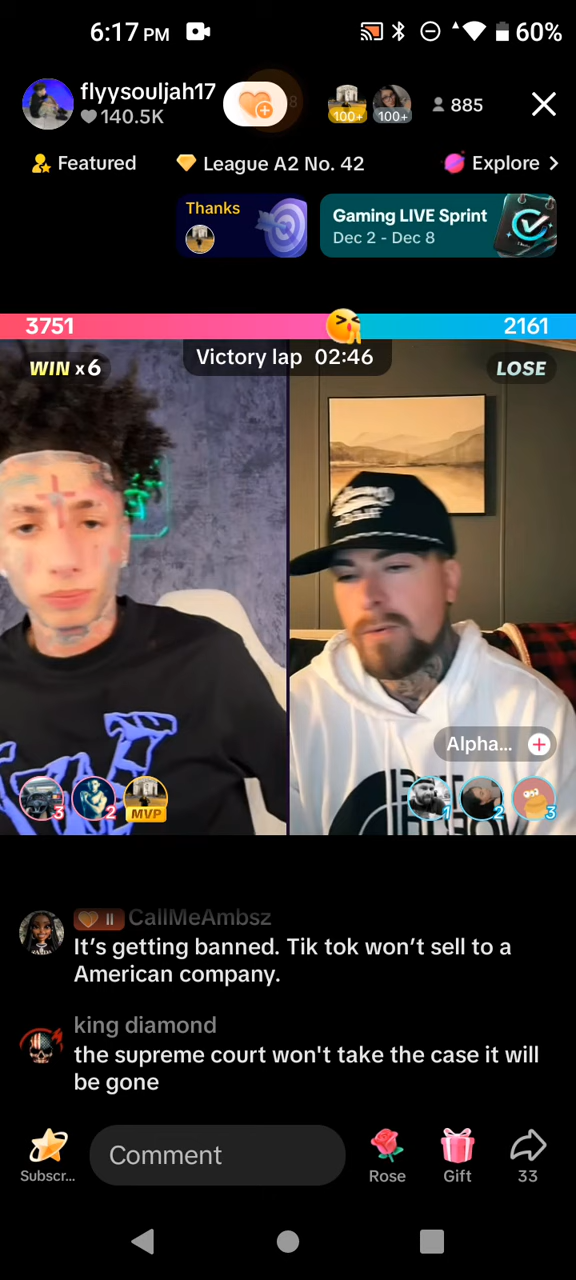 6:17 PM
60%
flyysouljah17
140.5K
100+
100+
885
Featured
League A2 No. 42
Explore
Thanks
Gaming LIVE Sprint
Dec 2 - Dec 8
3751
2161
WIN x6
Victory lap 02:46
LOSE
Alpha...
3
2
MVP
1
2
3
II CallMeAmbsz
It's getting banned. Tik tok won't sell to a
American company.
king diamond
the supreme court won't take the case it will
be gone
Comment
Subscr...
Rose
Gift
33